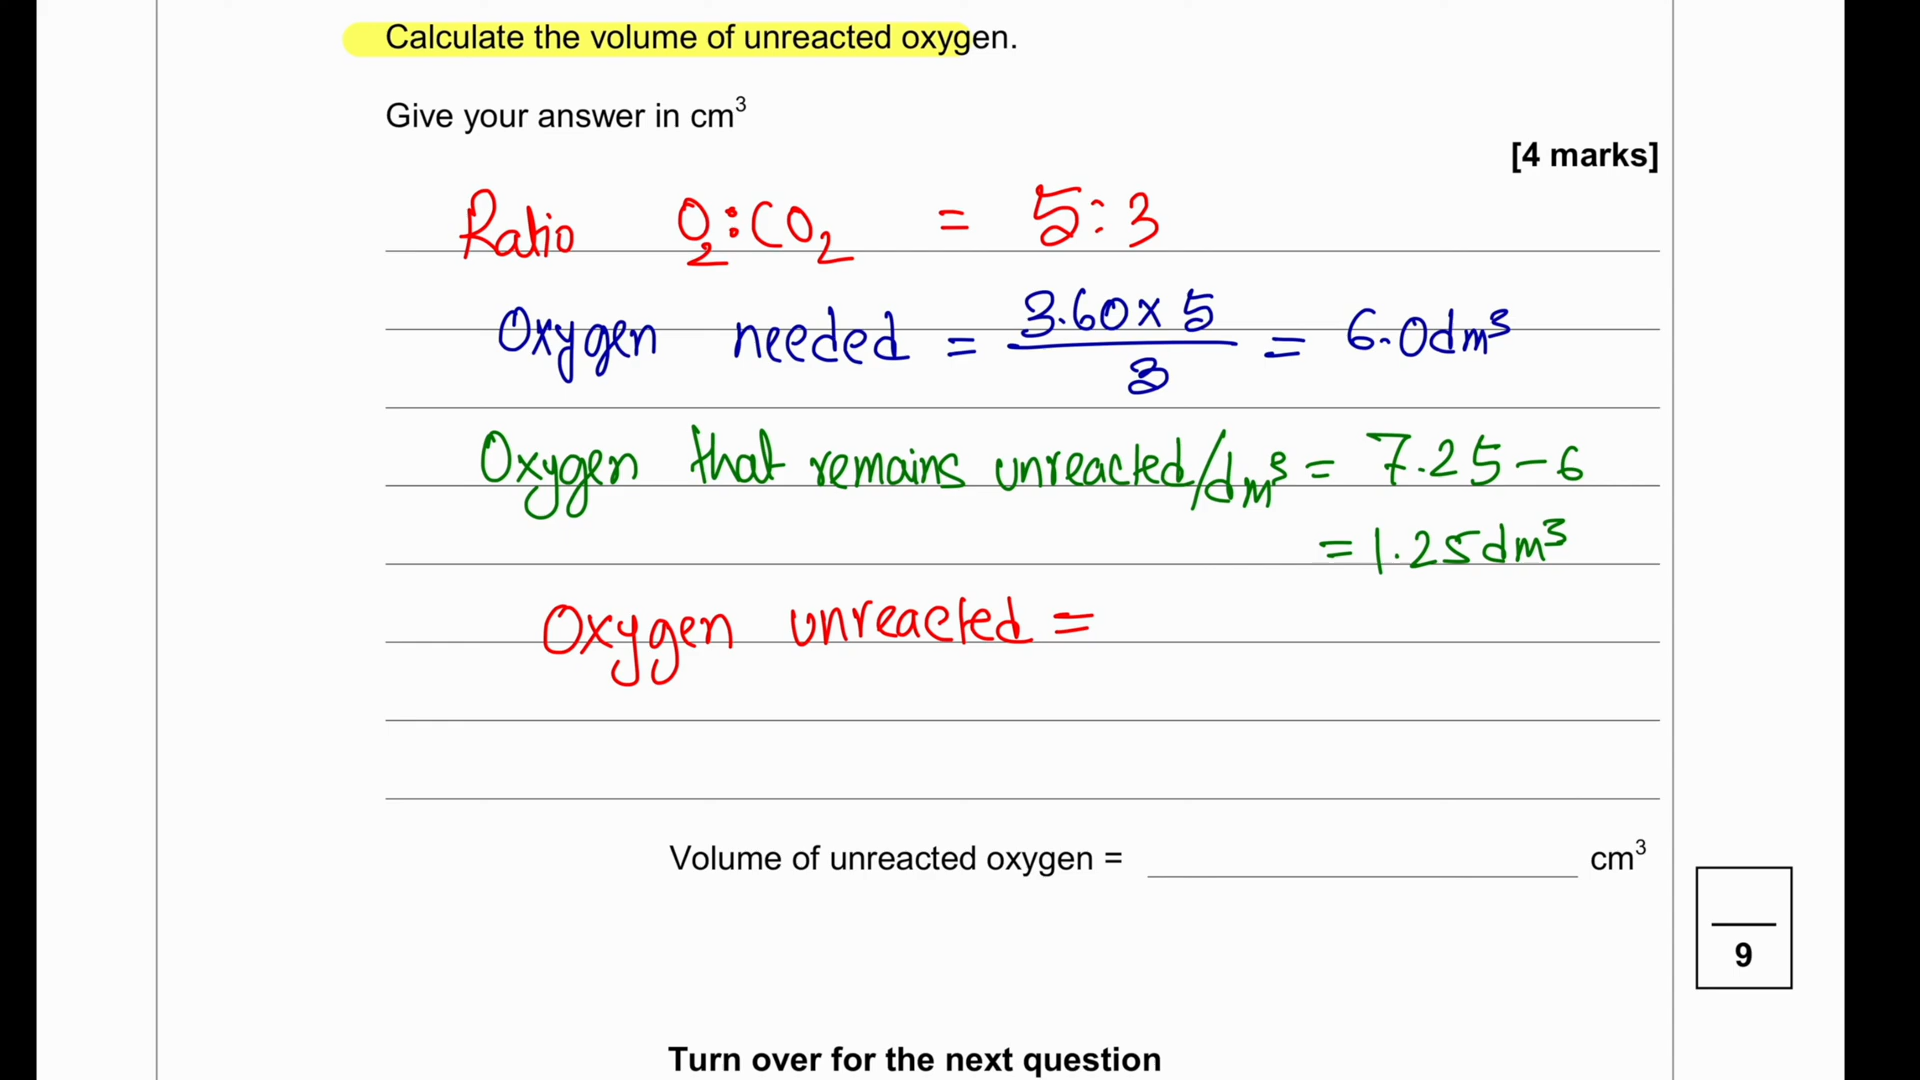 Calculate the volume of unreacted oxygen.
Give your answer in cm³
[4 marks]
Ratio O₂:CO₂ = 5:3
Oxygen needed = 3.60 × 5 / 3 = 6.0dm³
Oxygen that remains unreacted/dm³ = 7.25 - 6
= 1.25dm³
Oxygen unreacted =
Volume of unreacted oxygen = ____ cm³
9
Turn over for the next question